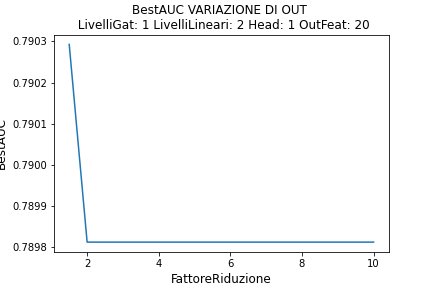 BestAUC VARIAZIONE DI OUT
LivelliGat: 1 LivelliLineari: 2 Head: 1 OutFeat: 20
0.7903
0.7902
0.7901
0.7900
0.7899
0.7898
BestAUC
2 4 6 8 10
FattoreRiduzione